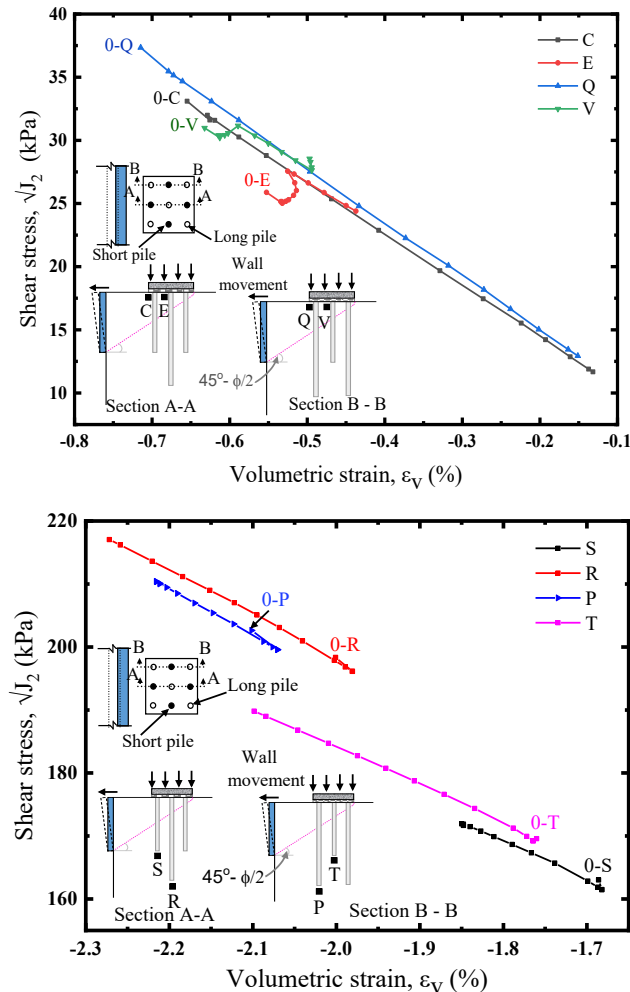 40
35
30
25
20
15
10
Shear stress, √J₂ (kPa)
0-Q
0-C
0-V
0-E
C
E
Q
V
B B
A A
Short pile
Long pile
Wall
movement
C E
Q V
45°- ϕ/2
Section A-A
Section B - B
-0.8 -0.7 -0.6 -0.5 -0.4 -0.3 -0.2 -0.1
Volumetric strain, εᵥ (%)
220
200
180
160
Shear stress, √J₂ (kPa)
0-P
0-R
0-T
0-S
S
R
P
T
B B
A A
Long pile
Short pile
Wall
movement
S
R
T
P
45°- ϕ/2
Section A-A
Section B - B
-2.3 -2.2 -2.1 -2.0 -1.9 -1.8 -1.7
Volumetric strain, εᵥ (%)